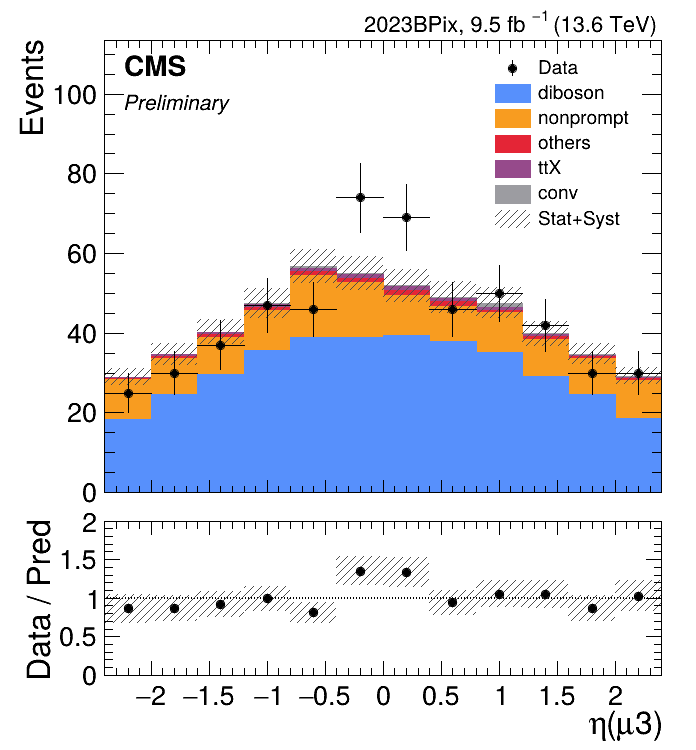 2023BPix, 9.5 fb⁻¹ (13.6 TeV)
CMS
Preliminary
Events
100
80
60
40
20
0
Data
diboson
nonprompt
others
ttX
conv
Stat+Syst
Data / Pred
2
1.5
1
0.5
0
−2 −1.5 −1 −0.5 0 0.5 1 1.5 2
η(μ3)